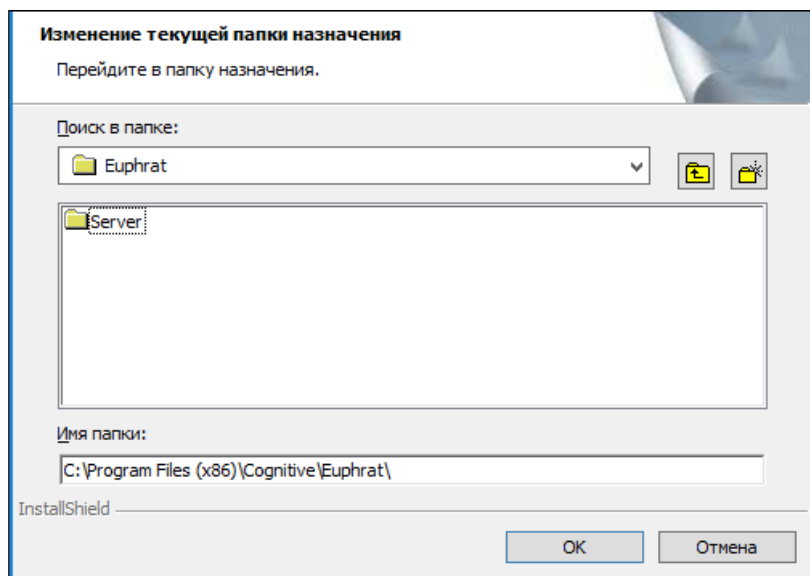 Изменение текущей папки назначения
Перейдите в папку назначения.
Поиск в папке:
Euphrat
Server
Имя папки:
C:\Program Files (x86)\Cognitive\Euphrat\
InstallShield
OK
Отмена